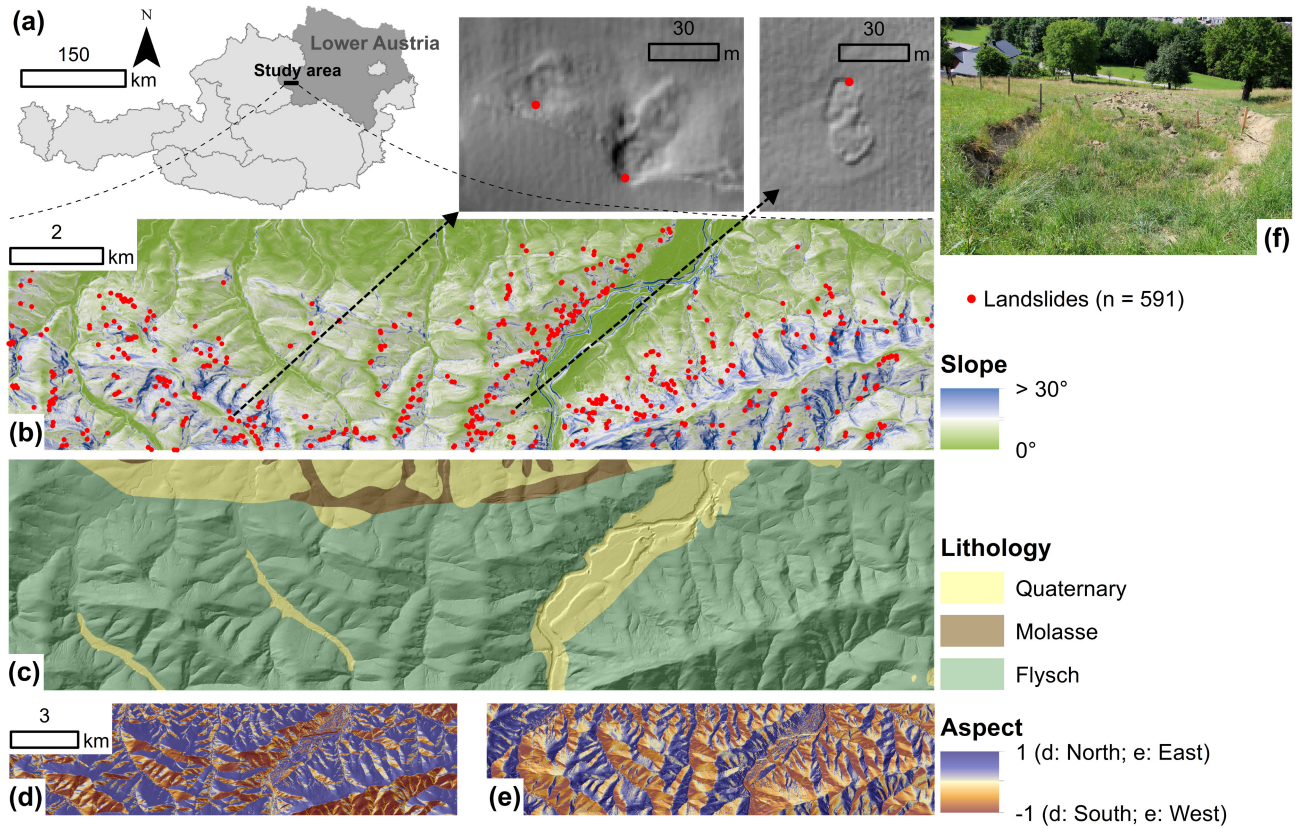 (a)
N
150
km
Lower Austria
Study area
30
m
30
m
(f)
2
km
(b)
Landslides (n = 591)
Slope
> 30°
0°
(c)
Lithology
Quaternary
Molasse
Flysch
3
km
(d)
(e)
Aspect
1 (d: North; e: East)
-1 (d: South; e: West)